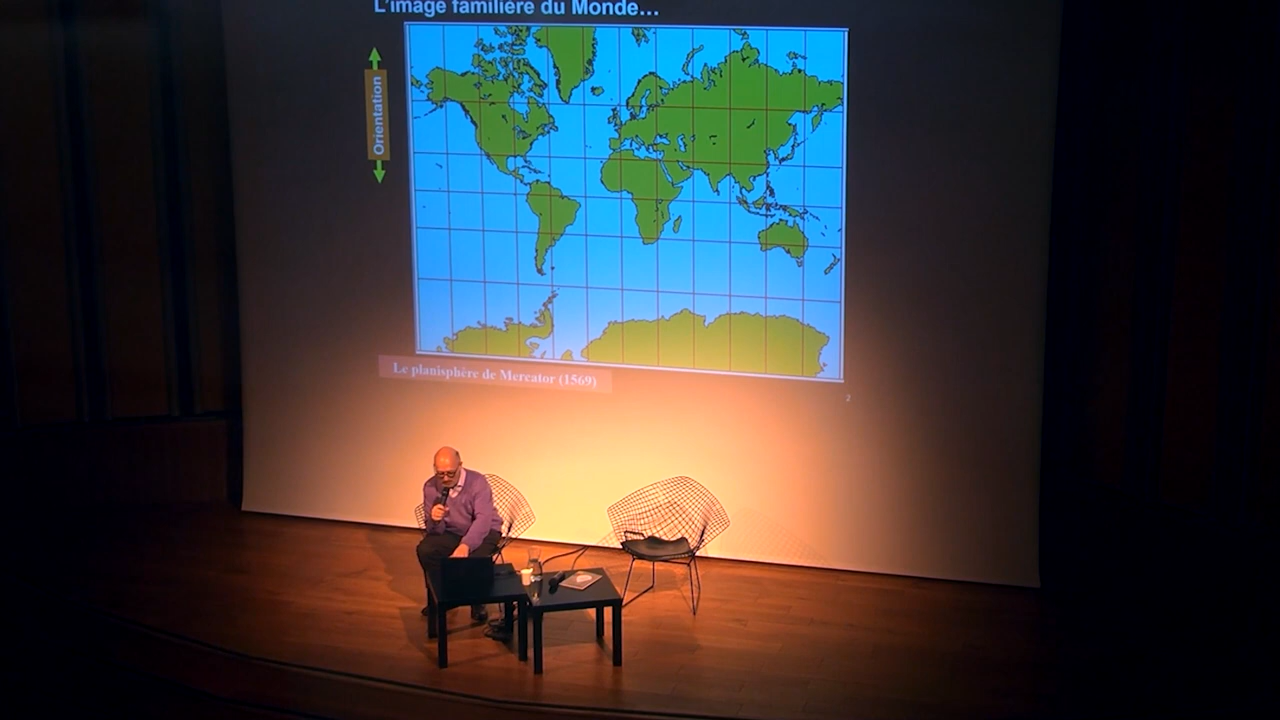 L'image familière du Monde…
Orientation
Le planisphère de Mercator (1569)
2